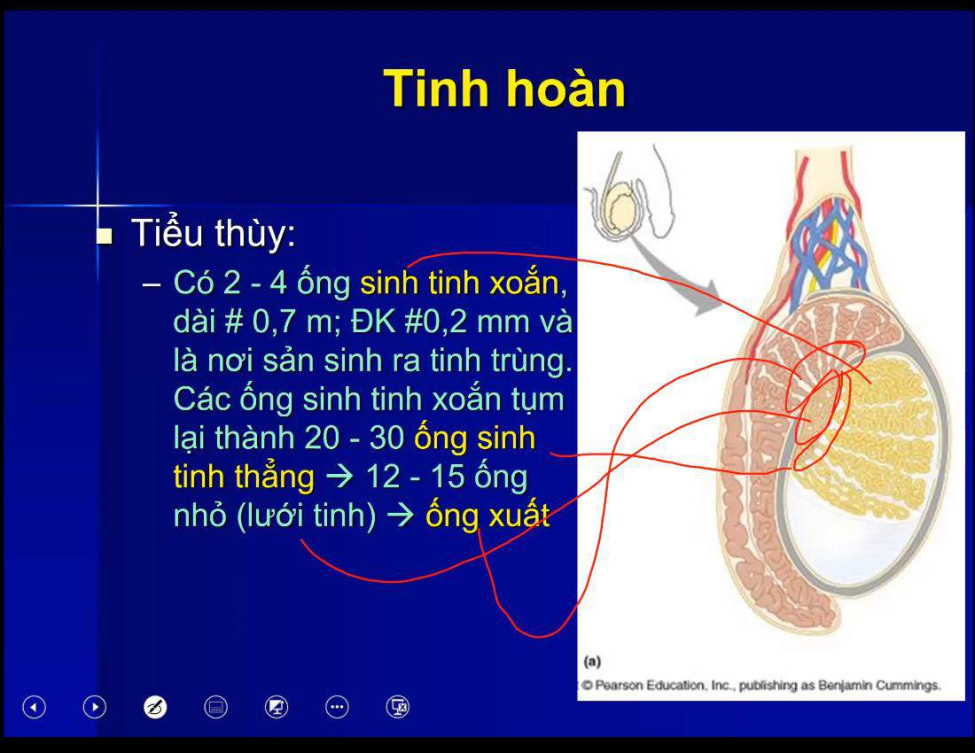 Tinh hoàn
Tiểu thùy:
– Có 2 - 4 ống sinh tinh xoắn,
dài # 0,7 m; ĐK #0,2 mm và
là nơi sản sinh ra tinh trùng.
Các ống sinh tinh xoắn tụm
lại thành 20 - 30 ống sinh
tinh thẳng → 12 - 15 ống
nhỏ (lưới tinh) → ống xuất
(a)
© Pearson Education, Inc., publishing as Benjamin Cummings.